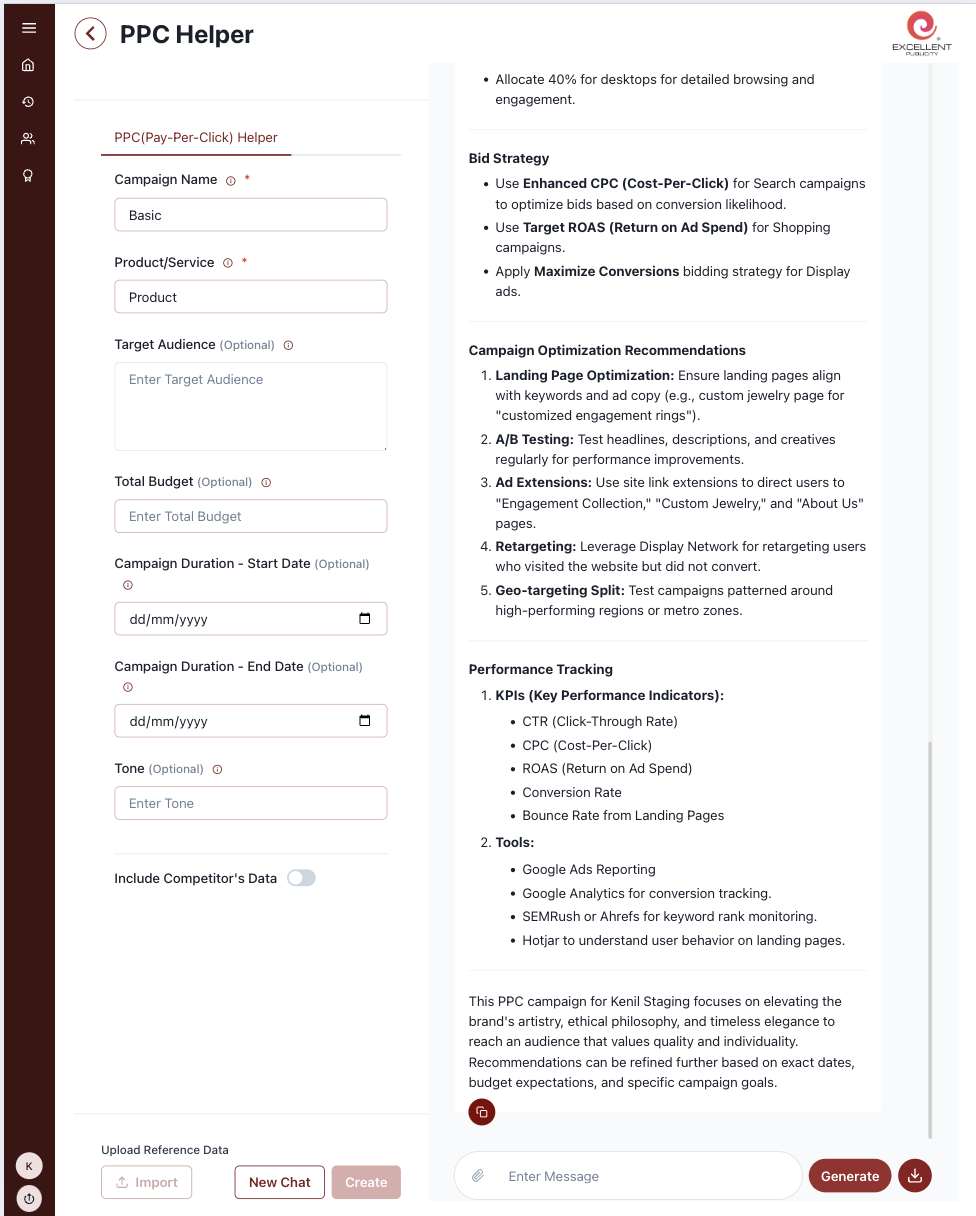 PPC Helper
EXCELLENT
PUBLICITY
PPC(Pay-Per-Click) Helper
Campaign Name *
Basic
Product/Service *
Product
Target Audience (Optional)
Enter Target Audience
Total Budget (Optional)
Enter Total Budget
Campaign Duration - Start Date (Optional)
dd/mm/yyyy
Campaign Duration - End Date (Optional)
dd/mm/yyyy
Tone (Optional)
Enter Tone
Include Competitor's Data
Upload Reference Data
Import
New Chat
Create
K
• Allocate 40% for desktops for detailed browsing and
engagement.
Bid Strategy
• Use Enhanced CPC (Cost-Per-Click) for Search campaigns
to optimize bids based on conversion likelihood.
• Use Target ROAS (Return on Ad Spend) for Shopping
campaigns.
• Apply Maximize Conversions bidding strategy for Display
ads.
Campaign Optimization Recommendations
1. Landing Page Optimization: Ensure landing pages align
with keywords and ad copy (e.g., custom jewelry page for
"customized engagement rings").
2. A/B Testing: Test headlines, descriptions, and creatives
regularly for performance improvements.
3. Ad Extensions: Use site link extensions to direct users to
"Engagement Collection," "Custom Jewelry," and "About Us"
pages.
4. Retargeting: Leverage Display Network for retargeting users
who visited the website but did not convert.
5. Geo-targeting Split: Test campaigns patterned around
high-performing regions or metro zones.
Performance Tracking
1. KPIs (Key Performance Indicators):
• CTR (Click-Through Rate)
• CPC (Cost-Per-Click)
• ROAS (Return on Ad Spend)
• Conversion Rate
• Bounce Rate from Landing Pages
2. Tools:
• Google Ads Reporting
• Google Analytics for conversion tracking.
• SEMRush or Ahrefs for keyword rank monitoring.
• Hotjar to understand user behavior on landing pages.
This PPC campaign for Kenil Staging focuses on elevating the
brand's artistry, ethical philosophy, and timeless elegance to
reach an audience that values quality and individuality.
Recommendations can be refined further based on exact dates,
budget expectations, and specific campaign goals.
Enter Message
Generate